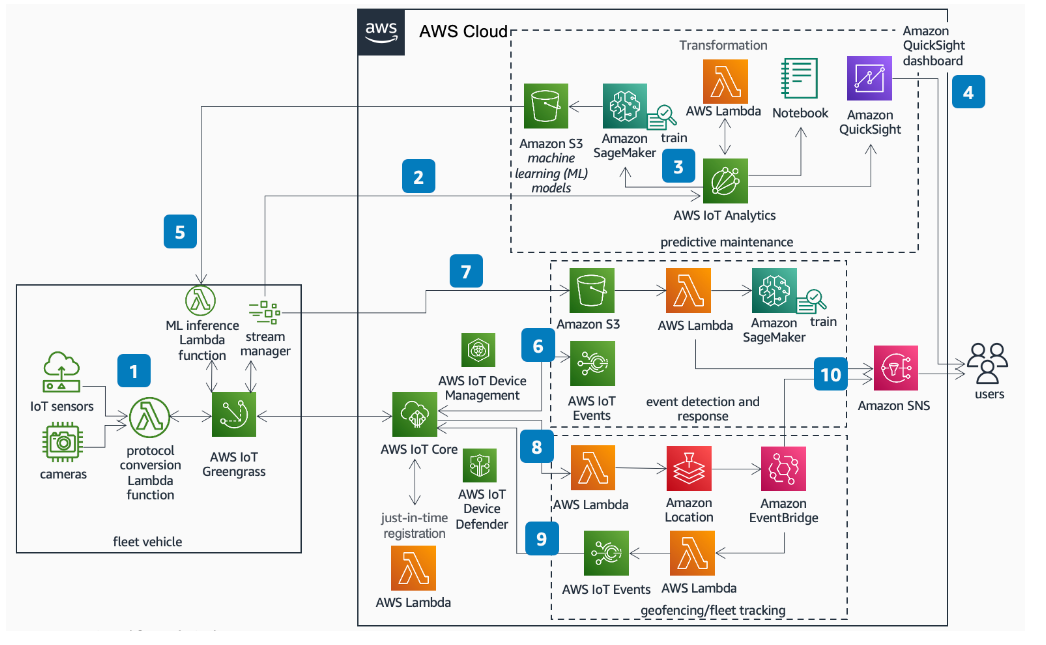 aws
AWS Cloud
Amazon
QuickSight
dashboard
4
Transformation
AWS Lambda
Notebook
Amazon
QuickSight
Amazon S3
machine
learning (ML)
models
Amazon
SageMaker
train
3
AWS IoT Analytics
predictive maintenance
2
5
7
ML inference
Lambda
function
stream
manager
1
IoT sensors
cameras
protocol
conversion
Lambda
function
AWS IoT
Greengrass
fleet vehicle
Amazon S3
AWS Lambda
Amazon
SageMaker
train
6
AWS IoT Device
Management
AWS IoT
Events
event detection and
response
10
Amazon SNS
users
AWS IoT Core
8
AWS IoT
Device
Defender
just-in-time
registration
AWS Lambda
AWS Lambda
Amazon
Location
Amazon
EventBridge
9
AWS IoT Events
AWS Lambda
geofencing/fleet tracking